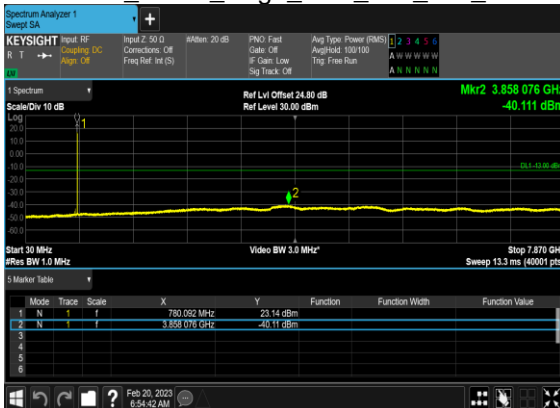 Spectrum Analyzer 1
Swept SA
+
KEYSIGHT
R T
Input: RF
Coupling: DC
Align: Off
Input Z: 50 Ω
Corrections: Off
Freq Ref: Int (S)
#Atten: 20 dB
PNO: Fast
Gate: Off
IF Gain: Low
Sig Track: Off
Avg Type: Power (RMS)
Avg|Hold: 100/100
Trig: Free Run
1 2 3 4 5 6
A W W W W W
A N N N N N
1 Spectrum
Scale/Div 10 dB
Ref Lvl Offset 24.80 dB
Ref Level 30.00 dBm
Mkr2 3.858 076 GHz
-40.111 dBm
Log
20.0
10.0
0.00
-10.0
-20.0
-30.0
-40.0
-50.0
-60.0
1
2
DL1 -13.00 dBm
Start 30 MHz
#Res BW 1.0 MHz
Video BW 3.0 MHz*
Stop 7.870 GHz
Sweep 13.3 ms (40001 pts)
5 Marker Table
Mode Trace Scale X Y Function Function Width Function Value
1 N 1 f 780.092 MHz 23.14 dBm
2 N 1 f 3.858 076 GHz -40.11 dBm
3
4
5
6
?
Feb 20, 2023
6:54:42 AM